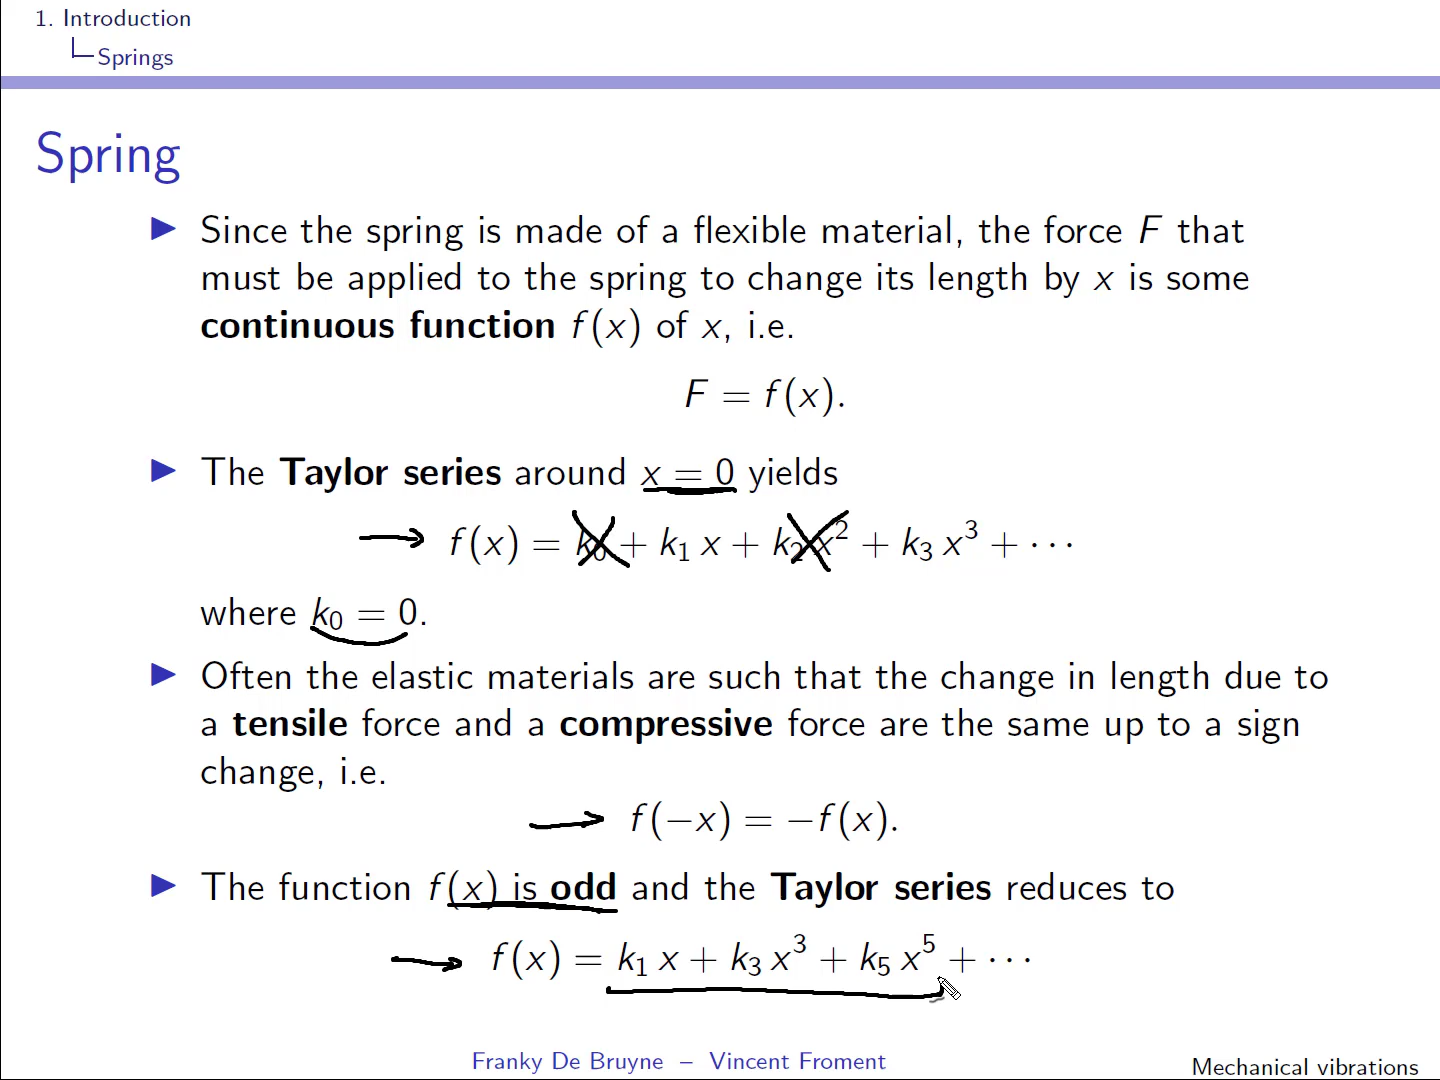 1. Introduction
Springs
Spring
Since the spring is made of a flexible material, the force F that
must be applied to the spring to change its length by x is some
continuous function f(x) of x, i.e.
F = f(x).
The Taylor series around x = 0 yields
f(x) = k₀ + k₁ x + k₂ x² + k₃ x³ + ⋯
where k₀ = 0.
Often the elastic materials are such that the change in length due to
a tensile force and a compressive force are the same up to a sign
change, i.e.
f(−x) = −f(x).
The function f(x) is odd and the Taylor series reduces to
f(x) = k₁ x + k₃ x³ + k₅ x⁵ + ⋯
Franky De Bruyne – Vincent Froment
Mechanical vibrations